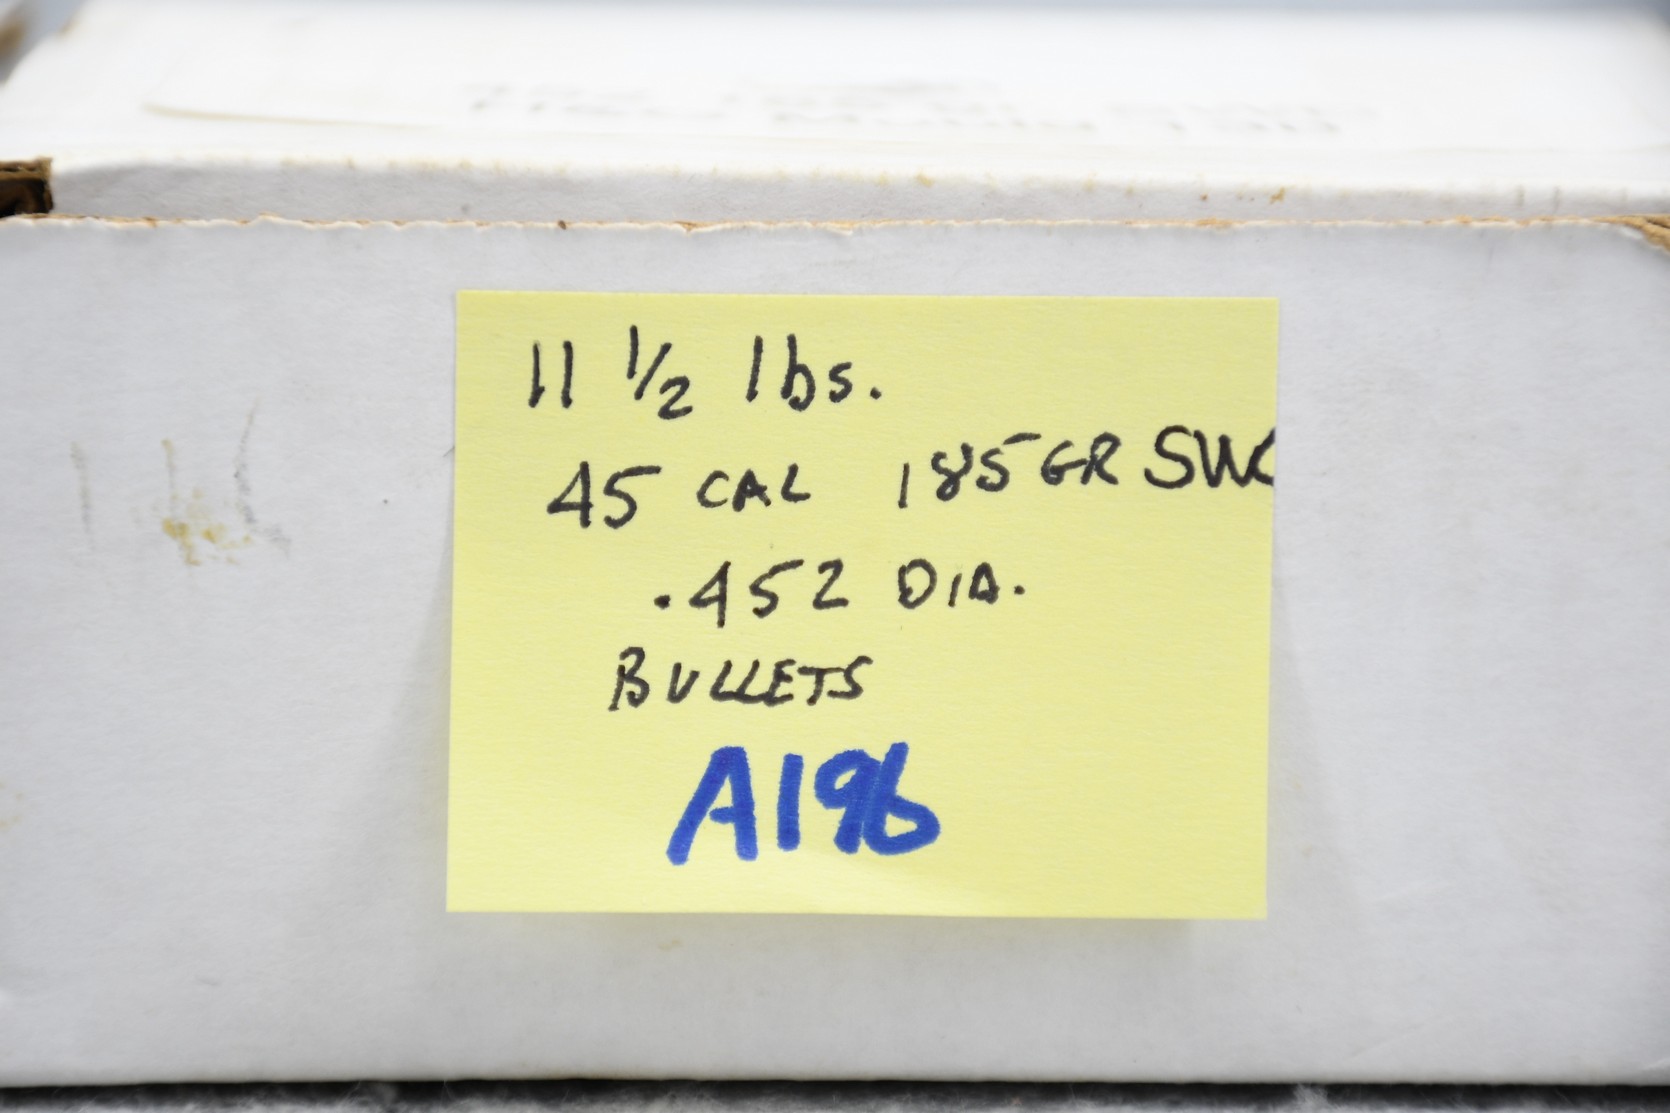 11 1/2 lbs.
45 CAL 185 GR SWC
.452 DIA.
BULLETS
A196